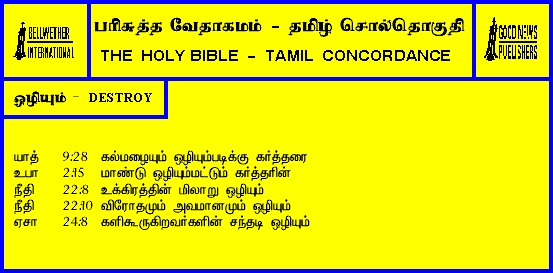 BELLWETHER
INTERNATIONAL
பரிசுத்த வேதாகமம் - தமிழ் சொல்தொகுதி
THE HOLY BIBLE - TAMIL CONCORDANCE
GOOD NEWS
PUBLISHERS
ஒழியும் - DESTROY
யாத் 9:28 கல்மழையும் ஒழியும்படிக்கு கர்த்தரை
உபா 2:15 மாண்டு ஒழியும்மட்டும் கர்த்தரின்
நீதி 22:8 உக்கிரத்தின் மிலாறு ஒழியும்
நீதி 22:10 விரோதமும் அவமானமும் ஒழியும்
ஏசா 24:8 களிகூருகிறவர்களின் சந்தடி ஒழியும்